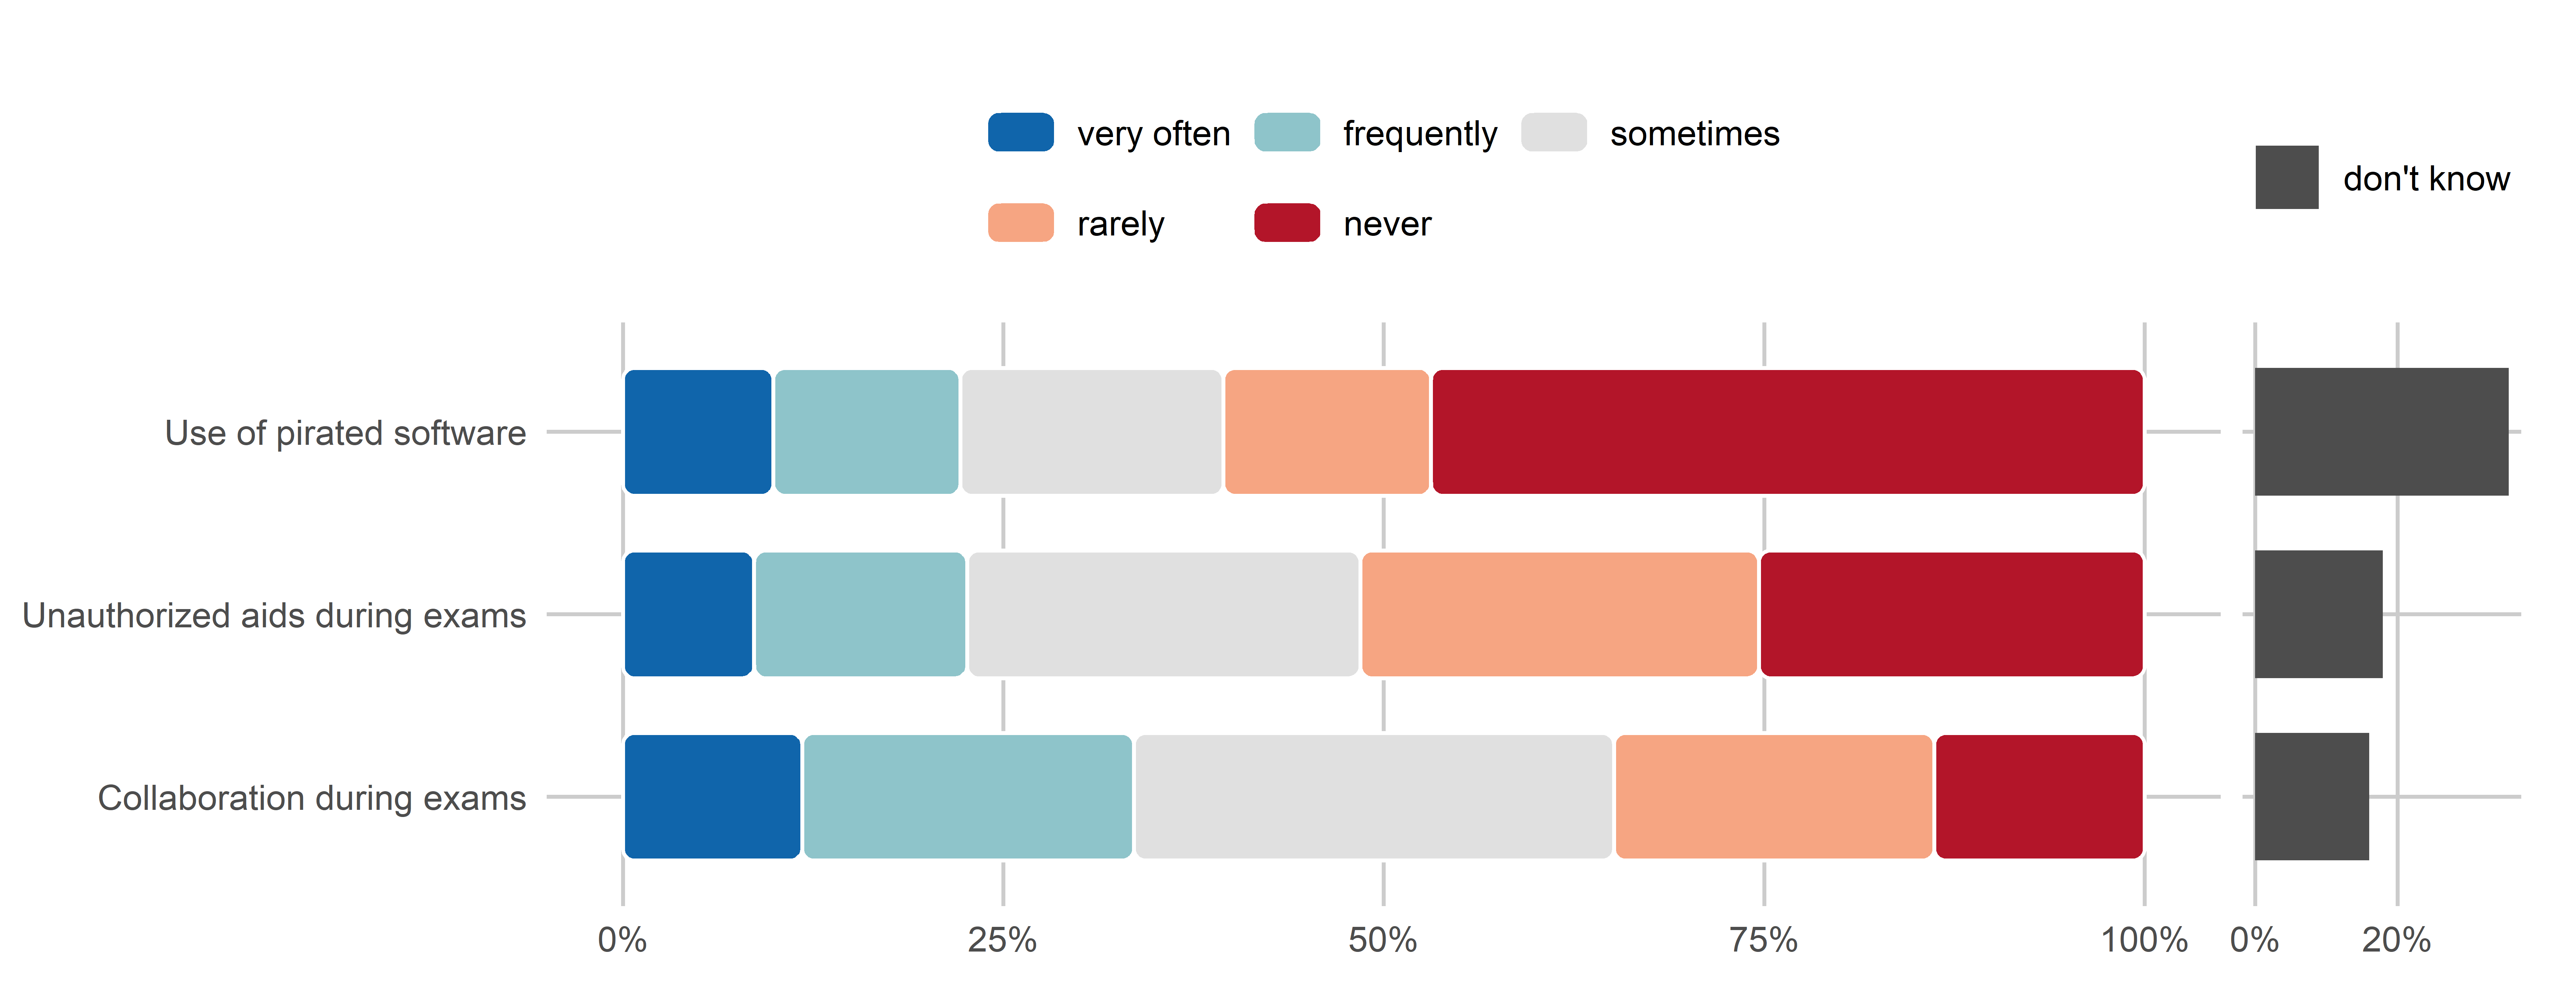 very often frequently sometimes
rarely never
don't know
Use of pirated software
Unauthorized aids during exams
Collaboration during exams
0% 25% 50% 75% 100% 0% 20%